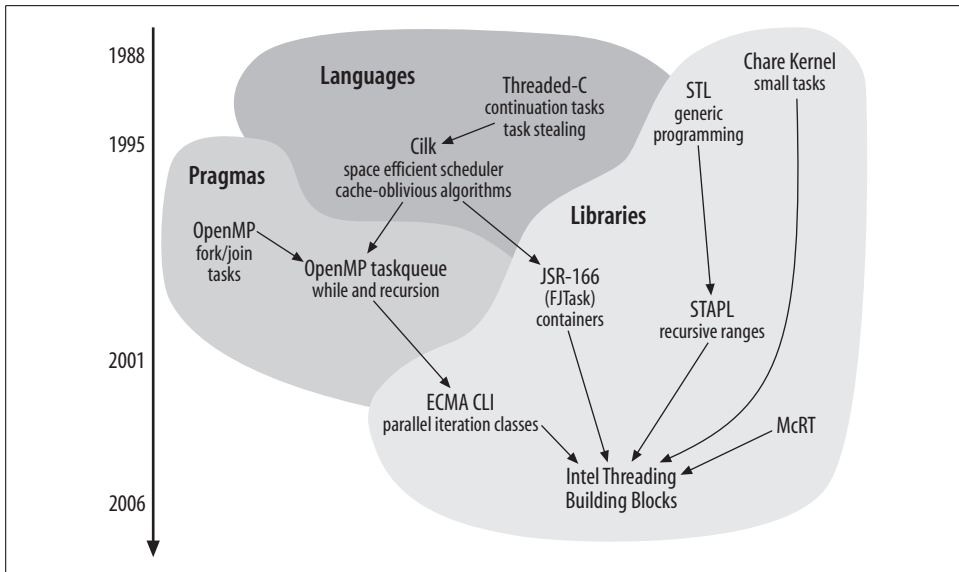 1988
1995
2001
2006
Languages
Threaded-C
continuation tasks
task stealing
Cilk
space efficient scheduler
cache-oblivious algorithms
Pragmas
OpenMP
fork/join
tasks
OpenMP taskqueue
while and recursion
Libraries
STL
generic
programming
Chare Kernel
small tasks
JSR-166
(FJTask)
containers
STAPL
recursive ranges
ECMA CLI
parallel iteration classes
McRT
Intel Threading
Building Blocks